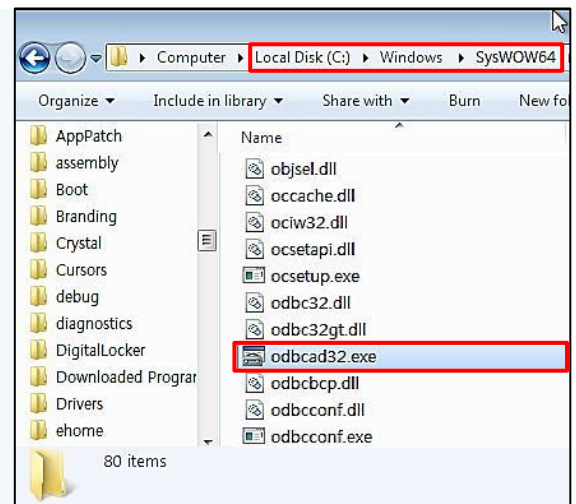 Computer Local Disk (C:) Windows SysWOW64
Organize Include in library Share with Burn New fol
AppPatch
assembly
Boot
Branding
Crystal
Cursors
debug
diagnostics
DigitalLocker
Downloaded Prograr
Drivers
ehome
Name
objsel.dll
occache.dll
ociw32.dll
ocsetapi.dll
ocsetup.exe
odbc32.dll
odbc32gt.dll
odbcad32.exe
odbcbcp.dll
odbcconf.dll
odbcconf.exe
80 items